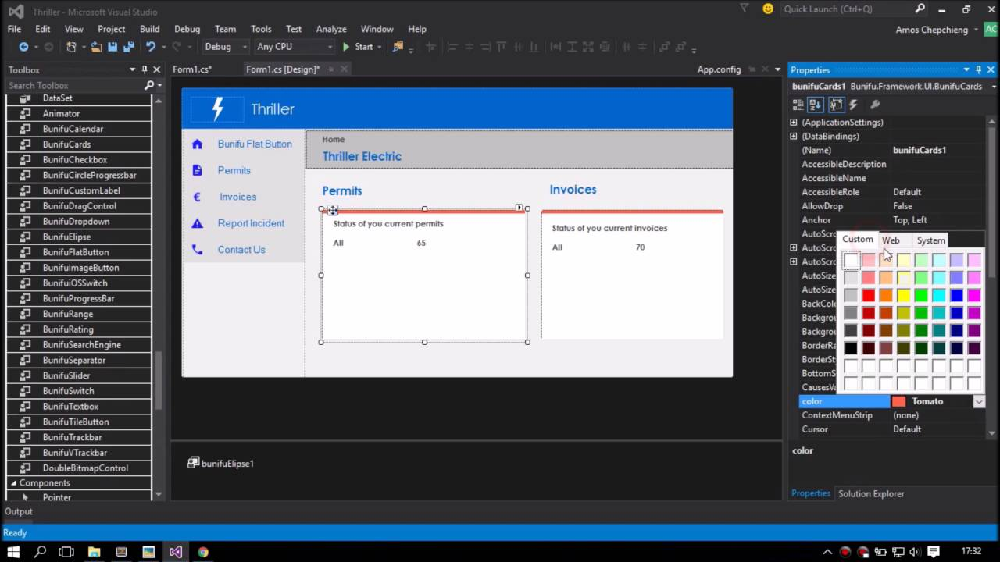 Thriller - Microsoft Visual Studio
Quick Launch (Ctrl+Q)
File Edit View Project Build Debug Team Tools Test Analyze Window Help
Amos Chepchieng AC
Debug Any CPU Start
Toolbox
Form1.cs* Form1.cs [Design]* App.config
Properties
Search Toolbox
bunifuCards1 Bunifu.Framework.UI.BunifuCards
DataSet
Animator
BunifuCalendar
BunifuCards
BunifuCheckbox
BunifuCircleProgressbar
BunifuCustomLabel
BunifuDragControl
BunifuDropdown
BunifuElipse
BunifuFlatButton
BunifuImageButton
BunifuiOSSwitch
BunifuProgressBar
BunifuRange
BunifuRating
BunifuSearchEngine
BunifuSeparator
BunifuSlider
BunifuSwitch
BunifuTextbox
BunifuTileButton
BunifuTrackbar
BunifuVTrackbar
DoubleBitmapControl
Components
Pointer
Thriller
Bunifu Flat Button
Permits
Invoices
Report Incident
Contact Us
Home
Thriller Electric
Permits
Status of you current permits
All 65
Invoices
Status of you current invoices
All 70
bunifuElipse1
(ApplicationSettings)
(DataBindings)
(Name) bunifuCards1
AccessibleDescription
AccessibleName
AccessibleRole Default
AllowDrop False
Anchor Top, Left
AutoScro
AutoScro
AutoScro
AutoSize
AutoSize
BackColo
Backgrou
Backgrou
BorderRa
BorderSty
BottomS
CausesVa
Custom Web System
color Tomato
ContextMenuStrip (none)
Cursor Default
color
Properties Solution Explorer
Output
Ready
17:32